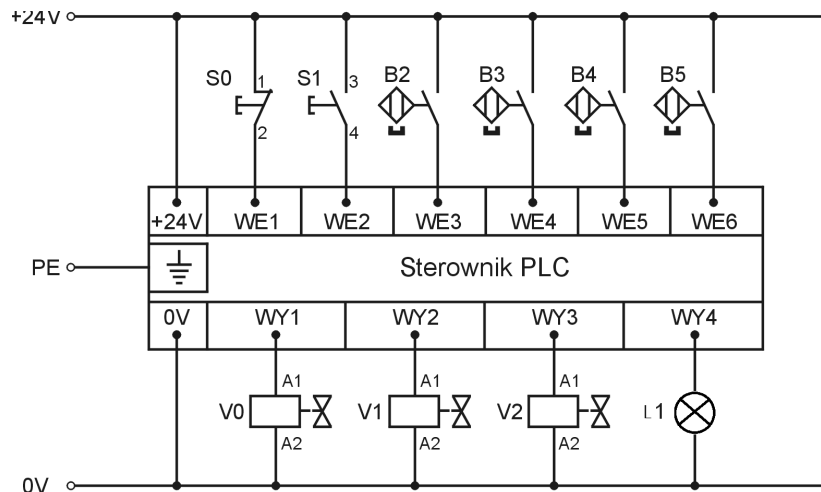 +24V
S0 1 2
S1 3 4
B2
B3
B4
B5
+24V WE1 WE2 WE3 WE4 WE5 WE6
PE Sterownik PLC
0V WY1 WY2 WY3 WY4
V0 A1 A2
V1 A1 A2
V2 A1 A2
L1
0V